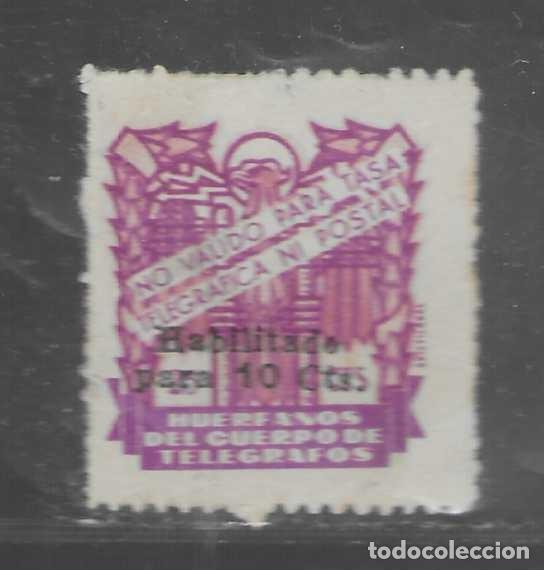 NO VALIDO PARA TASA
TELEGRAFICA NI POSTAL
Habilitado
para 10 Cts.
HUERFANOS
DEL CUERPO DE
TELEGRAFOS
todocoleccion